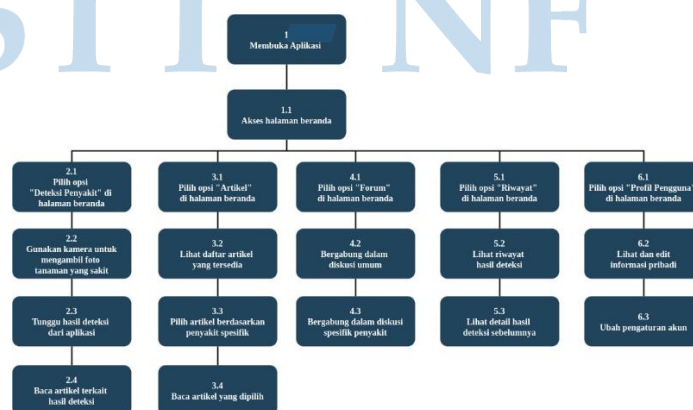 STT NF
1
Membuka Aplikasi
1.1
Akses halaman beranda
2.1
Pilih opsi
"Deteksi Penyakit" di
halaman beranda
3.1
Pilih opsi "Artikel"
di halaman beranda
4.1
Pilih opsi "Forum"
di halaman beranda
5.1
Pilih opsi "Riwayat"
di halaman beranda
6.1
Pilih opsi "Profil Pengguna"
di halaman beranda
2.2
Gunakan kamera untuk
mengambil foto
tanaman yang sakit
3.2
Lihat daftar artikel
yang tersedia
4.2
Bergabung dalam
diskusi umum
5.2
Lihat riwayat
hasil deteksi
6.2
Lihat dan edit
informasi pribadi
2.3
Tunggu hasil deteksi
dari aplikasi
3.3
Pilih artikel berdasarkan
penyakit spesifik
4.3
Bergabung dalam diskusi
spesifik penyakit
5.3
Lihat detail hasil
deteksi sebelumnya
6.3
Ubah pengaturan akun
2.4
Baca artikel terkait
hasil deteksi
3.4
Baca artikel yang dipilih